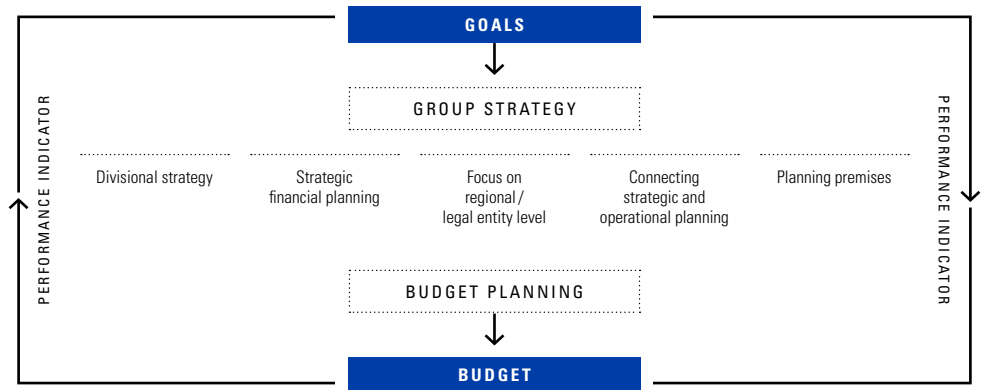 GOALS
GROUP STRATEGY
PERFORMANCE INDICATOR
PERFORMANCE INDICATOR
Divisional strategy
Strategic
financial planning
Focus on
regional /
legal entity level
Connecting
strategic and
operational planning
Planning premises
BUDGET PLANNING
BUDGET